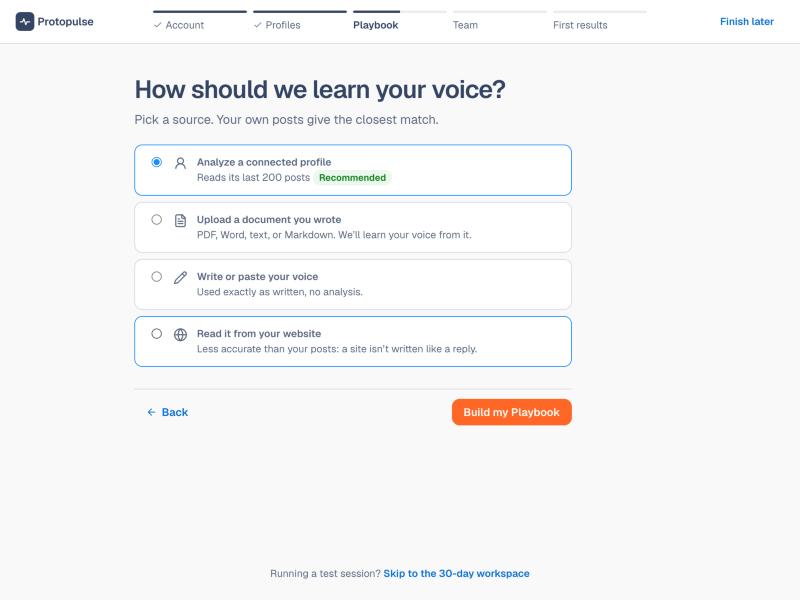 Protopulse
Account
Profiles
Playbook
Team
First results
Finish later
How should we learn your voice?
Pick a source. Your own posts give the closest match.
Analyze a connected profile
Reads its last 200 posts Recommended
Upload a document you wrote
PDF, Word, text, or Markdown. We'll learn your voice from it.
Write or paste your voice
Used exactly as written, no analysis.
Read it from your website
Less accurate than your posts: a site isn't written like a reply.
Back
Build my Playbook
Running a test session? Skip to the 30-day workspace